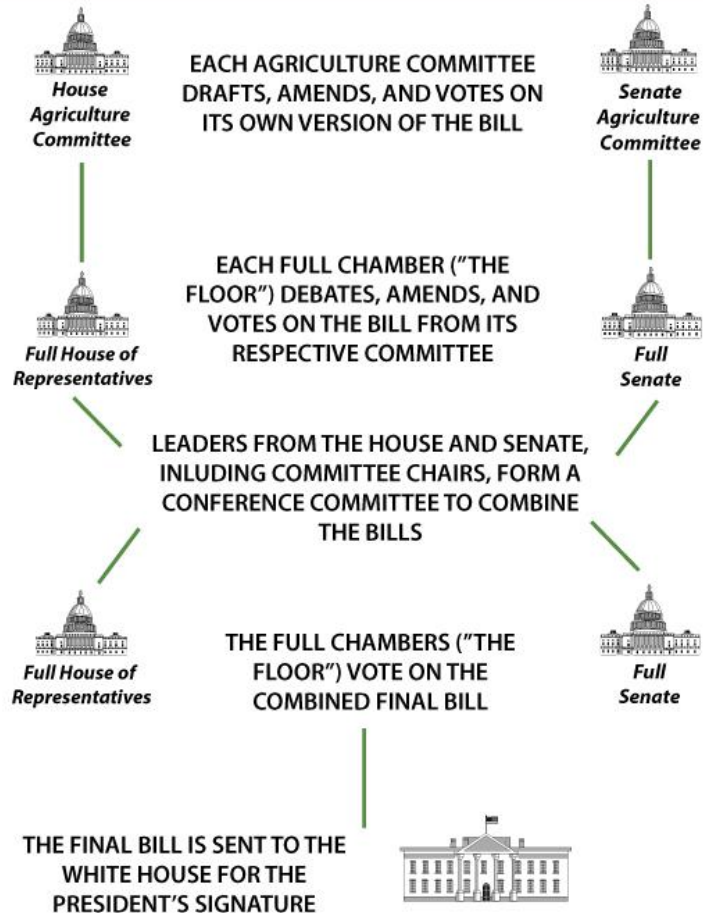 House
Agriculture
Committee
EACH AGRICULTURE COMMITTEE
DRAFTS, AMENDS, AND VOTES ON
ITS OWN VERSION OF THE BILL
Senate
Agriculture
Committee
Full House of
Representatives
EACH FULL CHAMBER ("THE
FLOOR") DEBATES, AMENDS, AND
VOTES ON THE BILL FROM ITS
RESPECTIVE COMMITTEE
Full
Senate
LEADERS FROM THE HOUSE AND SENATE,
INLUDING COMMITTEE CHAIRS, FORM A
CONFERENCE COMMITTEE TO COMBINE
THE BILLS
Full House of
Representatives
THE FULL CHAMBERS ("THE
FLOOR") VOTE ON THE
COMBINED FINAL BILL
Full
Senate
THE FINAL BILL IS SENT TO THE
WHITE HOUSE FOR THE
PRESIDENT'S SIGNATURE